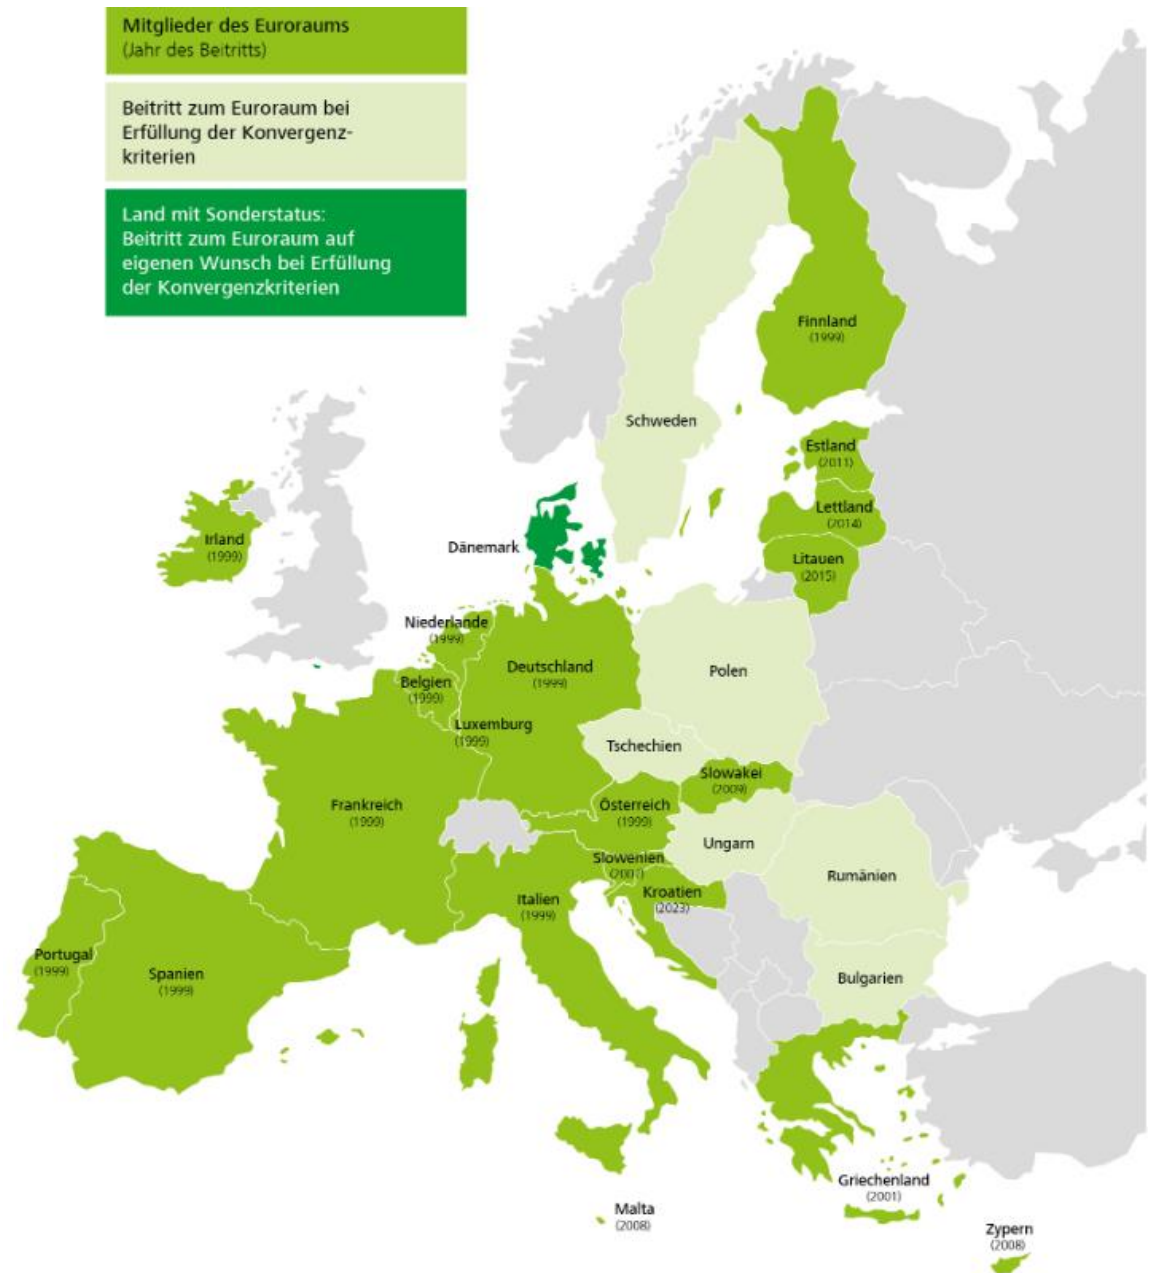 Mitglieder des Euroraums
(Jahr des Beitritts)
Beitritt zum Euroraum bei
Erfüllung der Konvergenz-
kriterien
Land mit Sonderstatus:
Beitritt zum Euroraum auf
eigenen Wunsch bei Erfüllung
der Konvergenzkriterien
Finnland
(1999)
Schweden
Estland
(2011)
Lettland
(2014)
Litauen
(2015)
Irland
(1999)
Dänemark
Niederlande
(1999)
Belgien
(1999)
Deutschland
(1999)
Luxemburg
(1999)
Polen
Tschechien
Slowakei
(2009)
Frankreich
(1999)
Österreich
(1999)
Ungarn
Slowenien
(2007)
Kroatien
(2023)
Rumänien
Italien
(1999)
Portugal
(1999)
Spanien
(1999)
Bulgarien
Griechenland
(2001)
Malta
(2008)
Zypern
(2008)